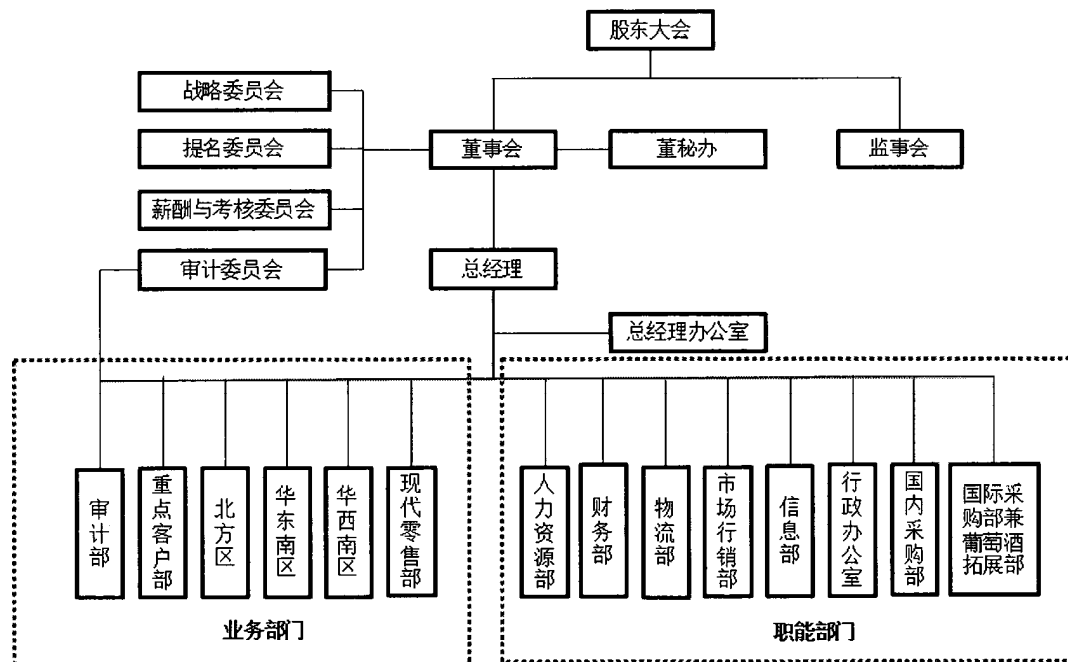 股东大会
战略委员会
提名委员会
董事会
董秘办
监事会
薪酬与考核委员会
审计委员会
总经理
总经理办公室
审计部
重点客户部
北方区
华东南区
华西南区
现代零售部
人力资源部
财务部
物流部
市场行销部
信息部
行政办公室
国内采购部
国际采
购部兼
葡萄酒
拓展部
业务部门
职能部门